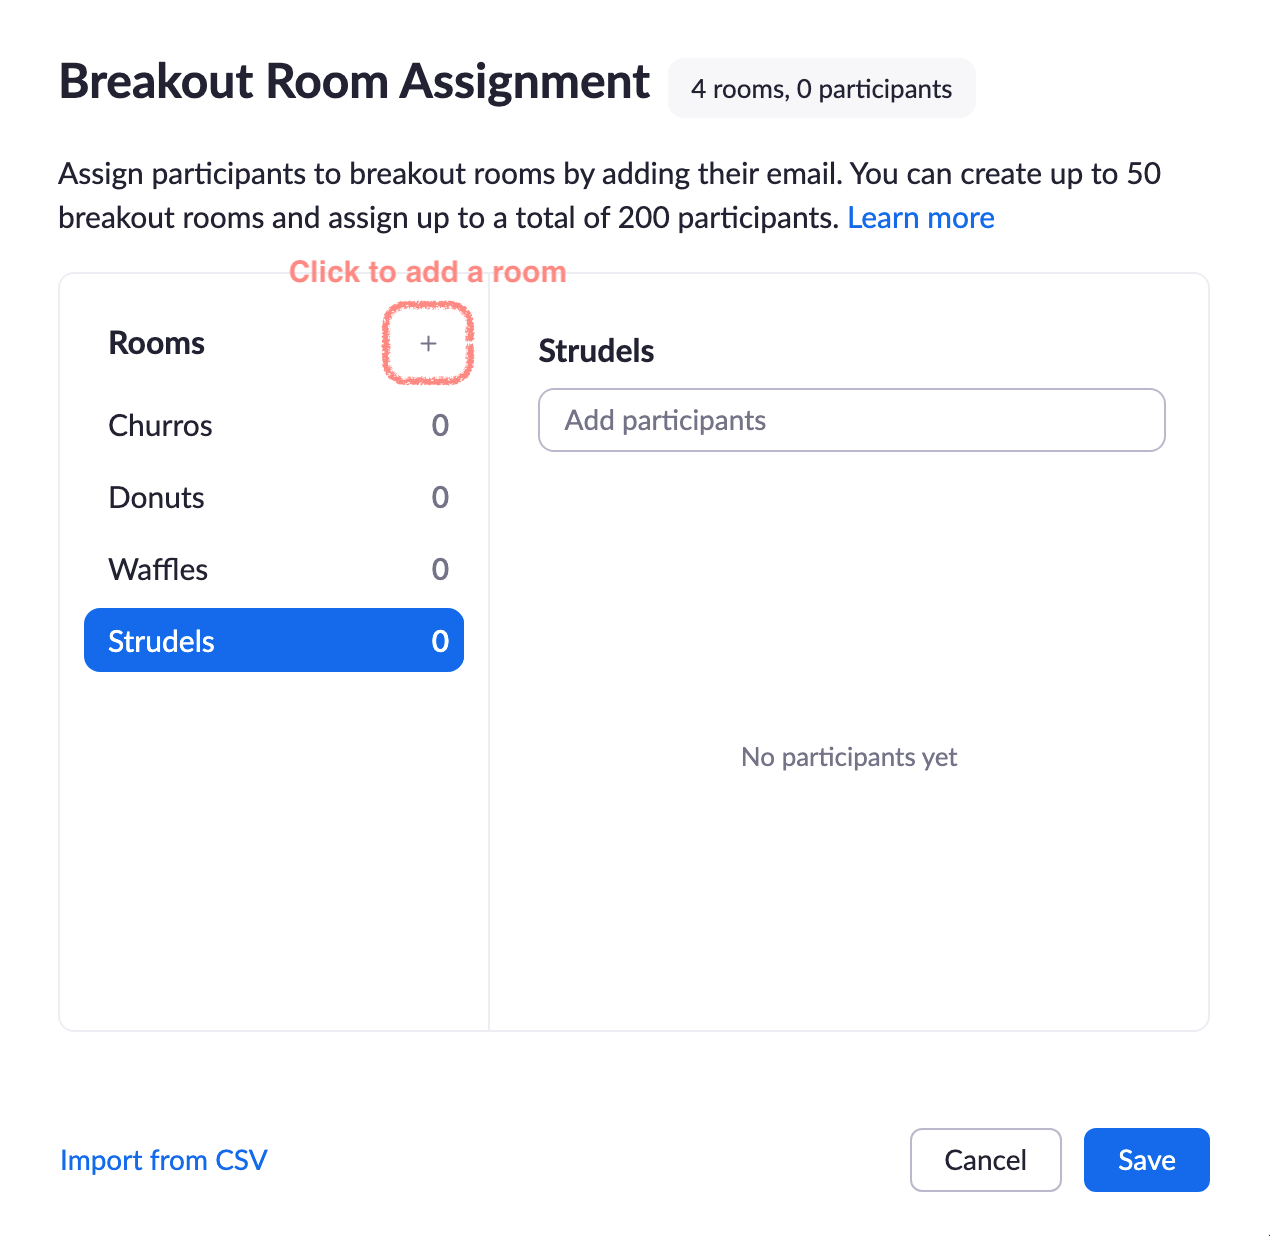 Breakout Room Assignment
4 rooms, 0 participants
Assign participants to breakout rooms by adding their email. You can create up to 50
breakout rooms and assign up to a total of 200 participants. Learn more
Click to add a room
Rooms +
Churros 0
Donuts 0
Waffles 0
Strudels 0
Strudels
Add participants
No participants yet
Import from CSV
Cancel
Save